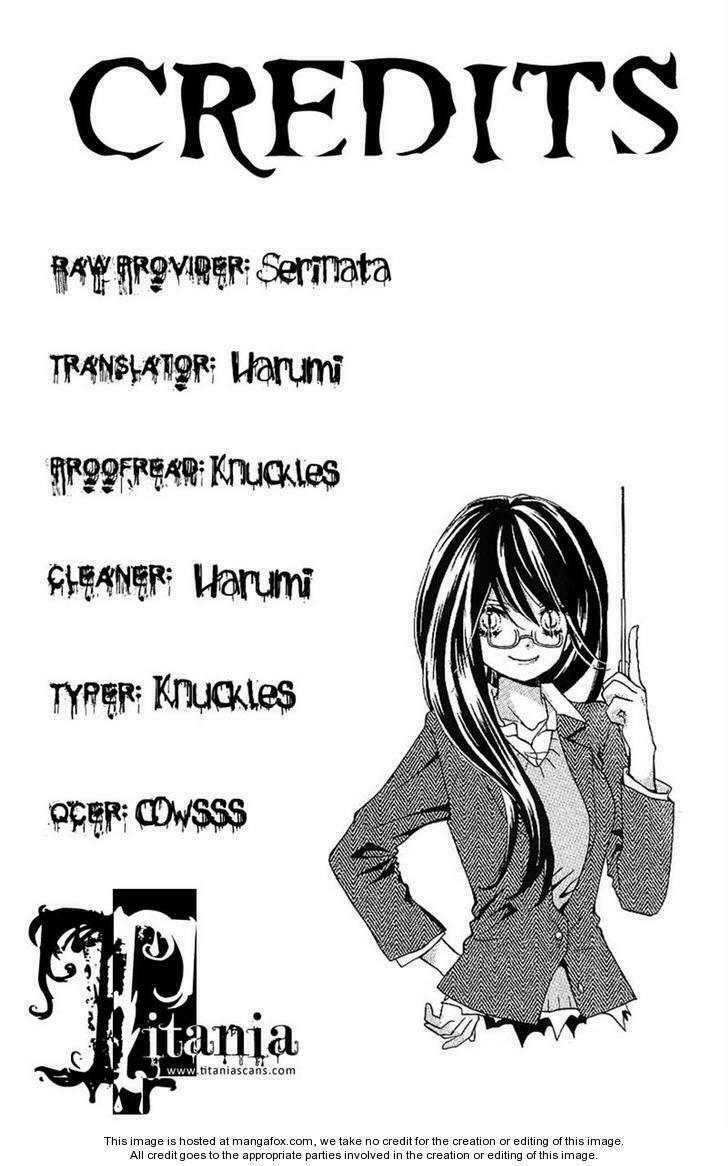 CREDITS
RAW PROVIDER: Serinata
TRANSLATOR: Harumi
PROOFREAD: Knuckles
CLEANER: Harumi
TYPER: Knuckles
QCER: COWSSS
Titania
www.titaniascans.com
This image is hosted at mangafox.com, we take no credit for the creation or editing of this image.
All credit goes to the appropriate parties involved in the creation or editing of this image.